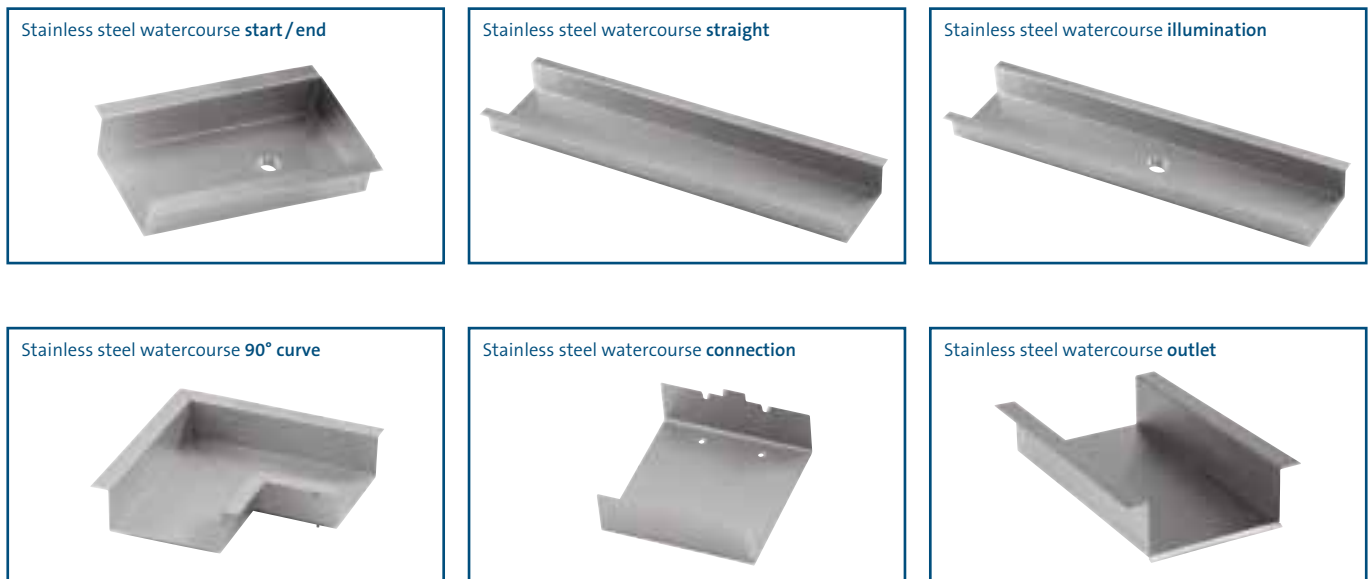 Stainless steel watercourse start / end
Stainless steel watercourse straight
Stainless steel watercourse illumination
Stainless steel watercourse 90° curve
Stainless steel watercourse connection
Stainless steel watercourse outlet